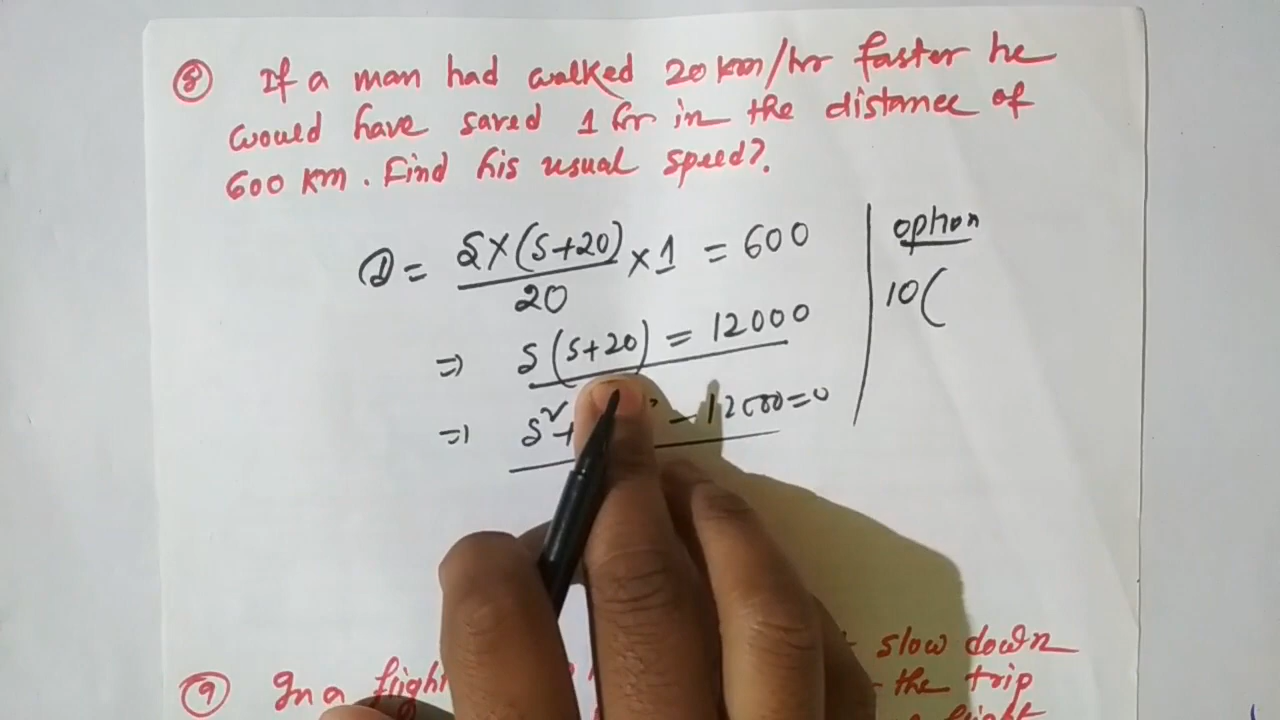 ⑧ If a man had walked 20 km/hr faster he
would have saved 1 hr in the distance of
600 km. Find his usual speed?.
D = S×(S+20)/20 × 1 = 600
⇒ S(S+20) = 12000
⇒ S²+ - 12000=0
option
10(
slow down
⑨ In a flight the trip
flight